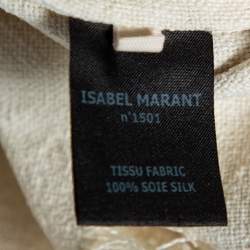 ISABEL MARANT
n°1501
TISSU FABRIC
100% SOIE SILK